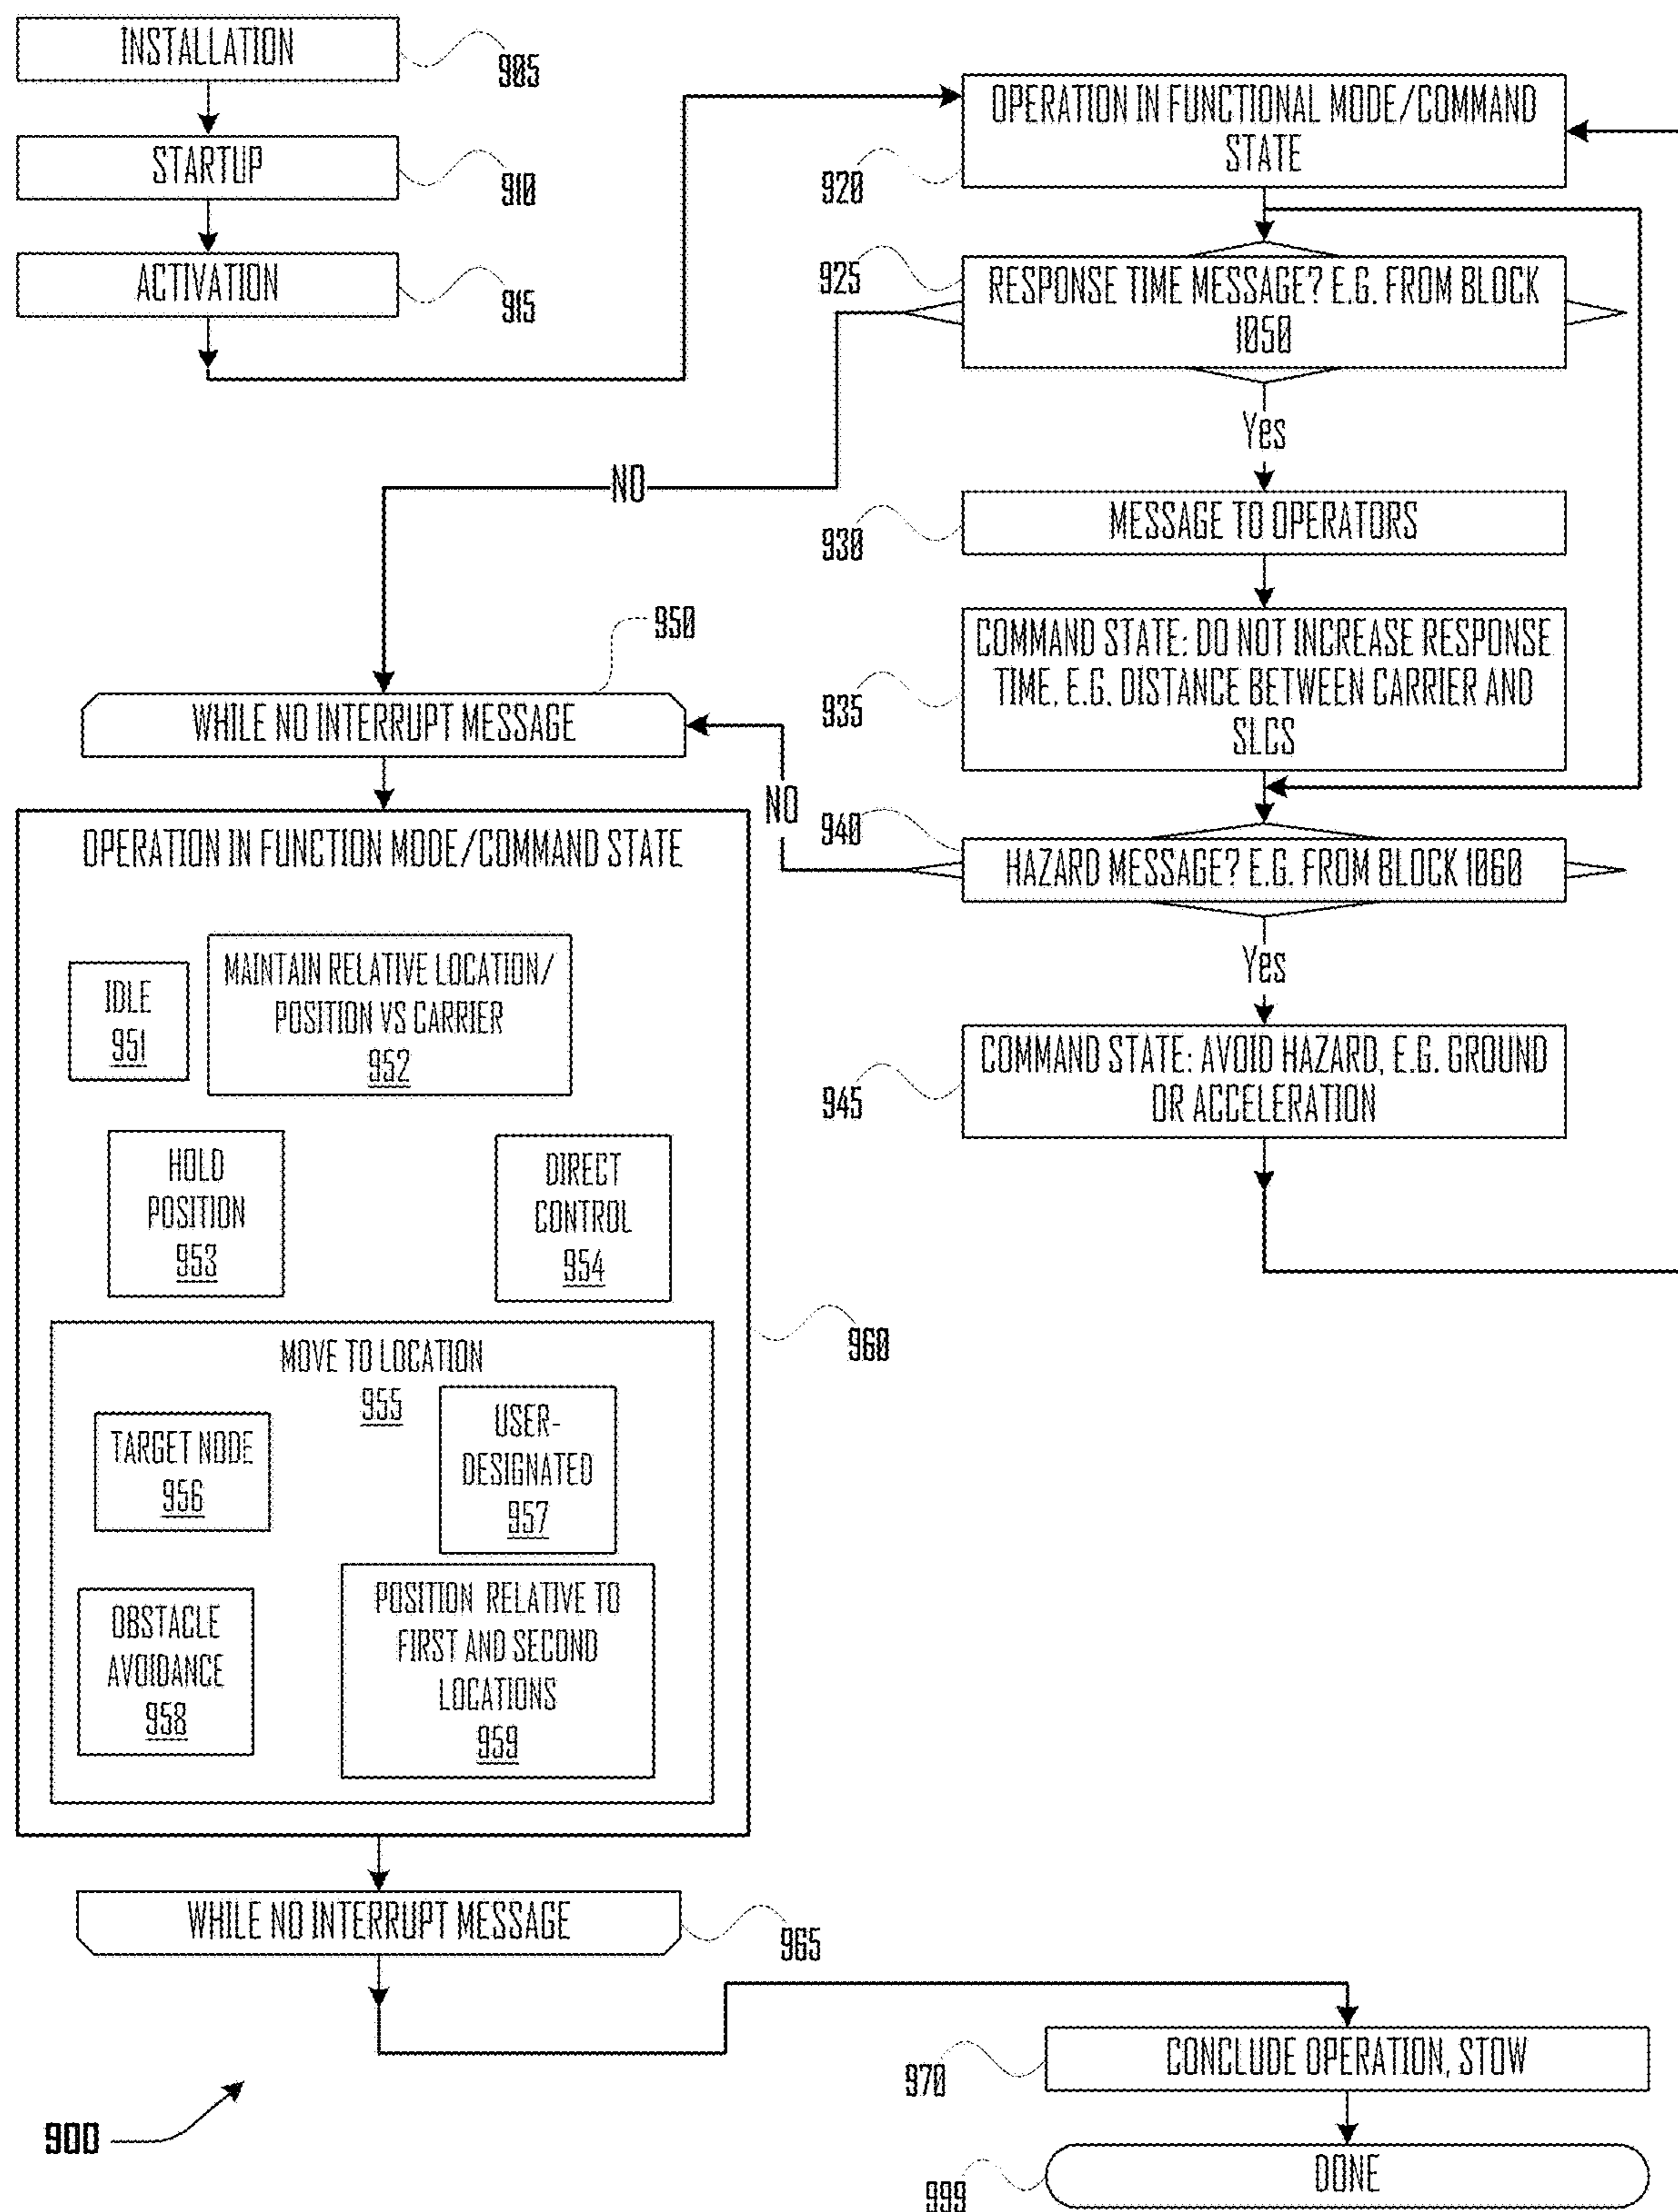 INSTALLATION
905
STARTUP
910
ACTIVATION
915
OPERATION IN FUNCTIONAL MODE/COMMAND
STATE
920
RESPONSE TIME MESSAGE? E.G. FROM BLOCK
1050
925
Yes
NO
MESSAGE TO OPERATORS
930
COMMAND STATE: DO NOT INCREASE RESPONSE
TIME, E.G. DISTANCE BETWEEN CARRIER AND
SLCS
935
HAZARD MESSAGE? E.G. FROM BLOCK 1060
940
NO
Yes
COMMAND STATE: AVOID HAZARD, E.G. GROUND
OR ACCELERATION
945
950
WHILE NO INTERRUPT MESSAGE
OPERATION IN FUNCTION MODE/COMMAND STATE
IDLE
951
MAINTAIN RELATIVE LOCATION/
POSITION VS CARRIER
952
HOLD
POSITION
953
DIRECT
CONTROL
954
960
MOVE TO LOCATION
955
TARGET NODE
956
USER-
DESIGNATED
957
OBSTACLE
AVOIDANCE
958
POSITION RELATIVE TO
FIRST AND SECOND
LOCATIONS
959
WHILE NO INTERRUPT MESSAGE
965
CONCLUDE OPERATION, STOW
970
DONE
999
900